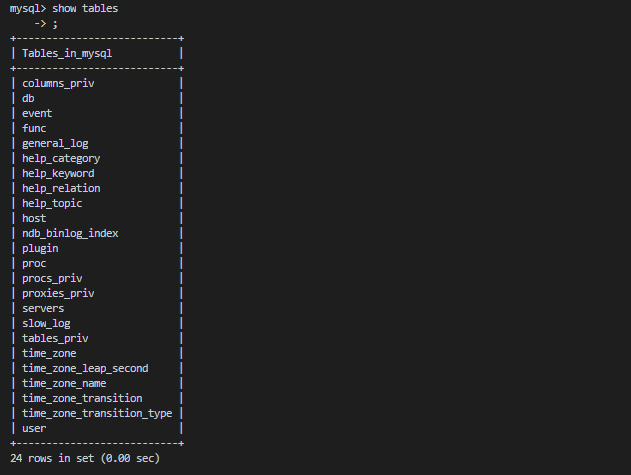 mysql> show tables
    -> ;
+---------------------------+
| Tables_in_mysql           |
+---------------------------+
| columns_priv              |
| db                        |
| event                     |
| func                      |
| general_log               |
| help_category             |
| help_keyword              |
| help_relation             |
| help_topic                |
| host                      |
| ndb_binlog_index          |
| plugin                    |
| proc                      |
| procs_priv                |
| proxies_priv              |
| servers                   |
| slow_log                  |
| tables_priv               |
| time_zone                 |
| time_zone_leap_second     |
| time_zone_name            |
| time_zone_transition      |
| time_zone_transition_type |
| user                      |
+---------------------------+
24 rows in set (0.00 sec)